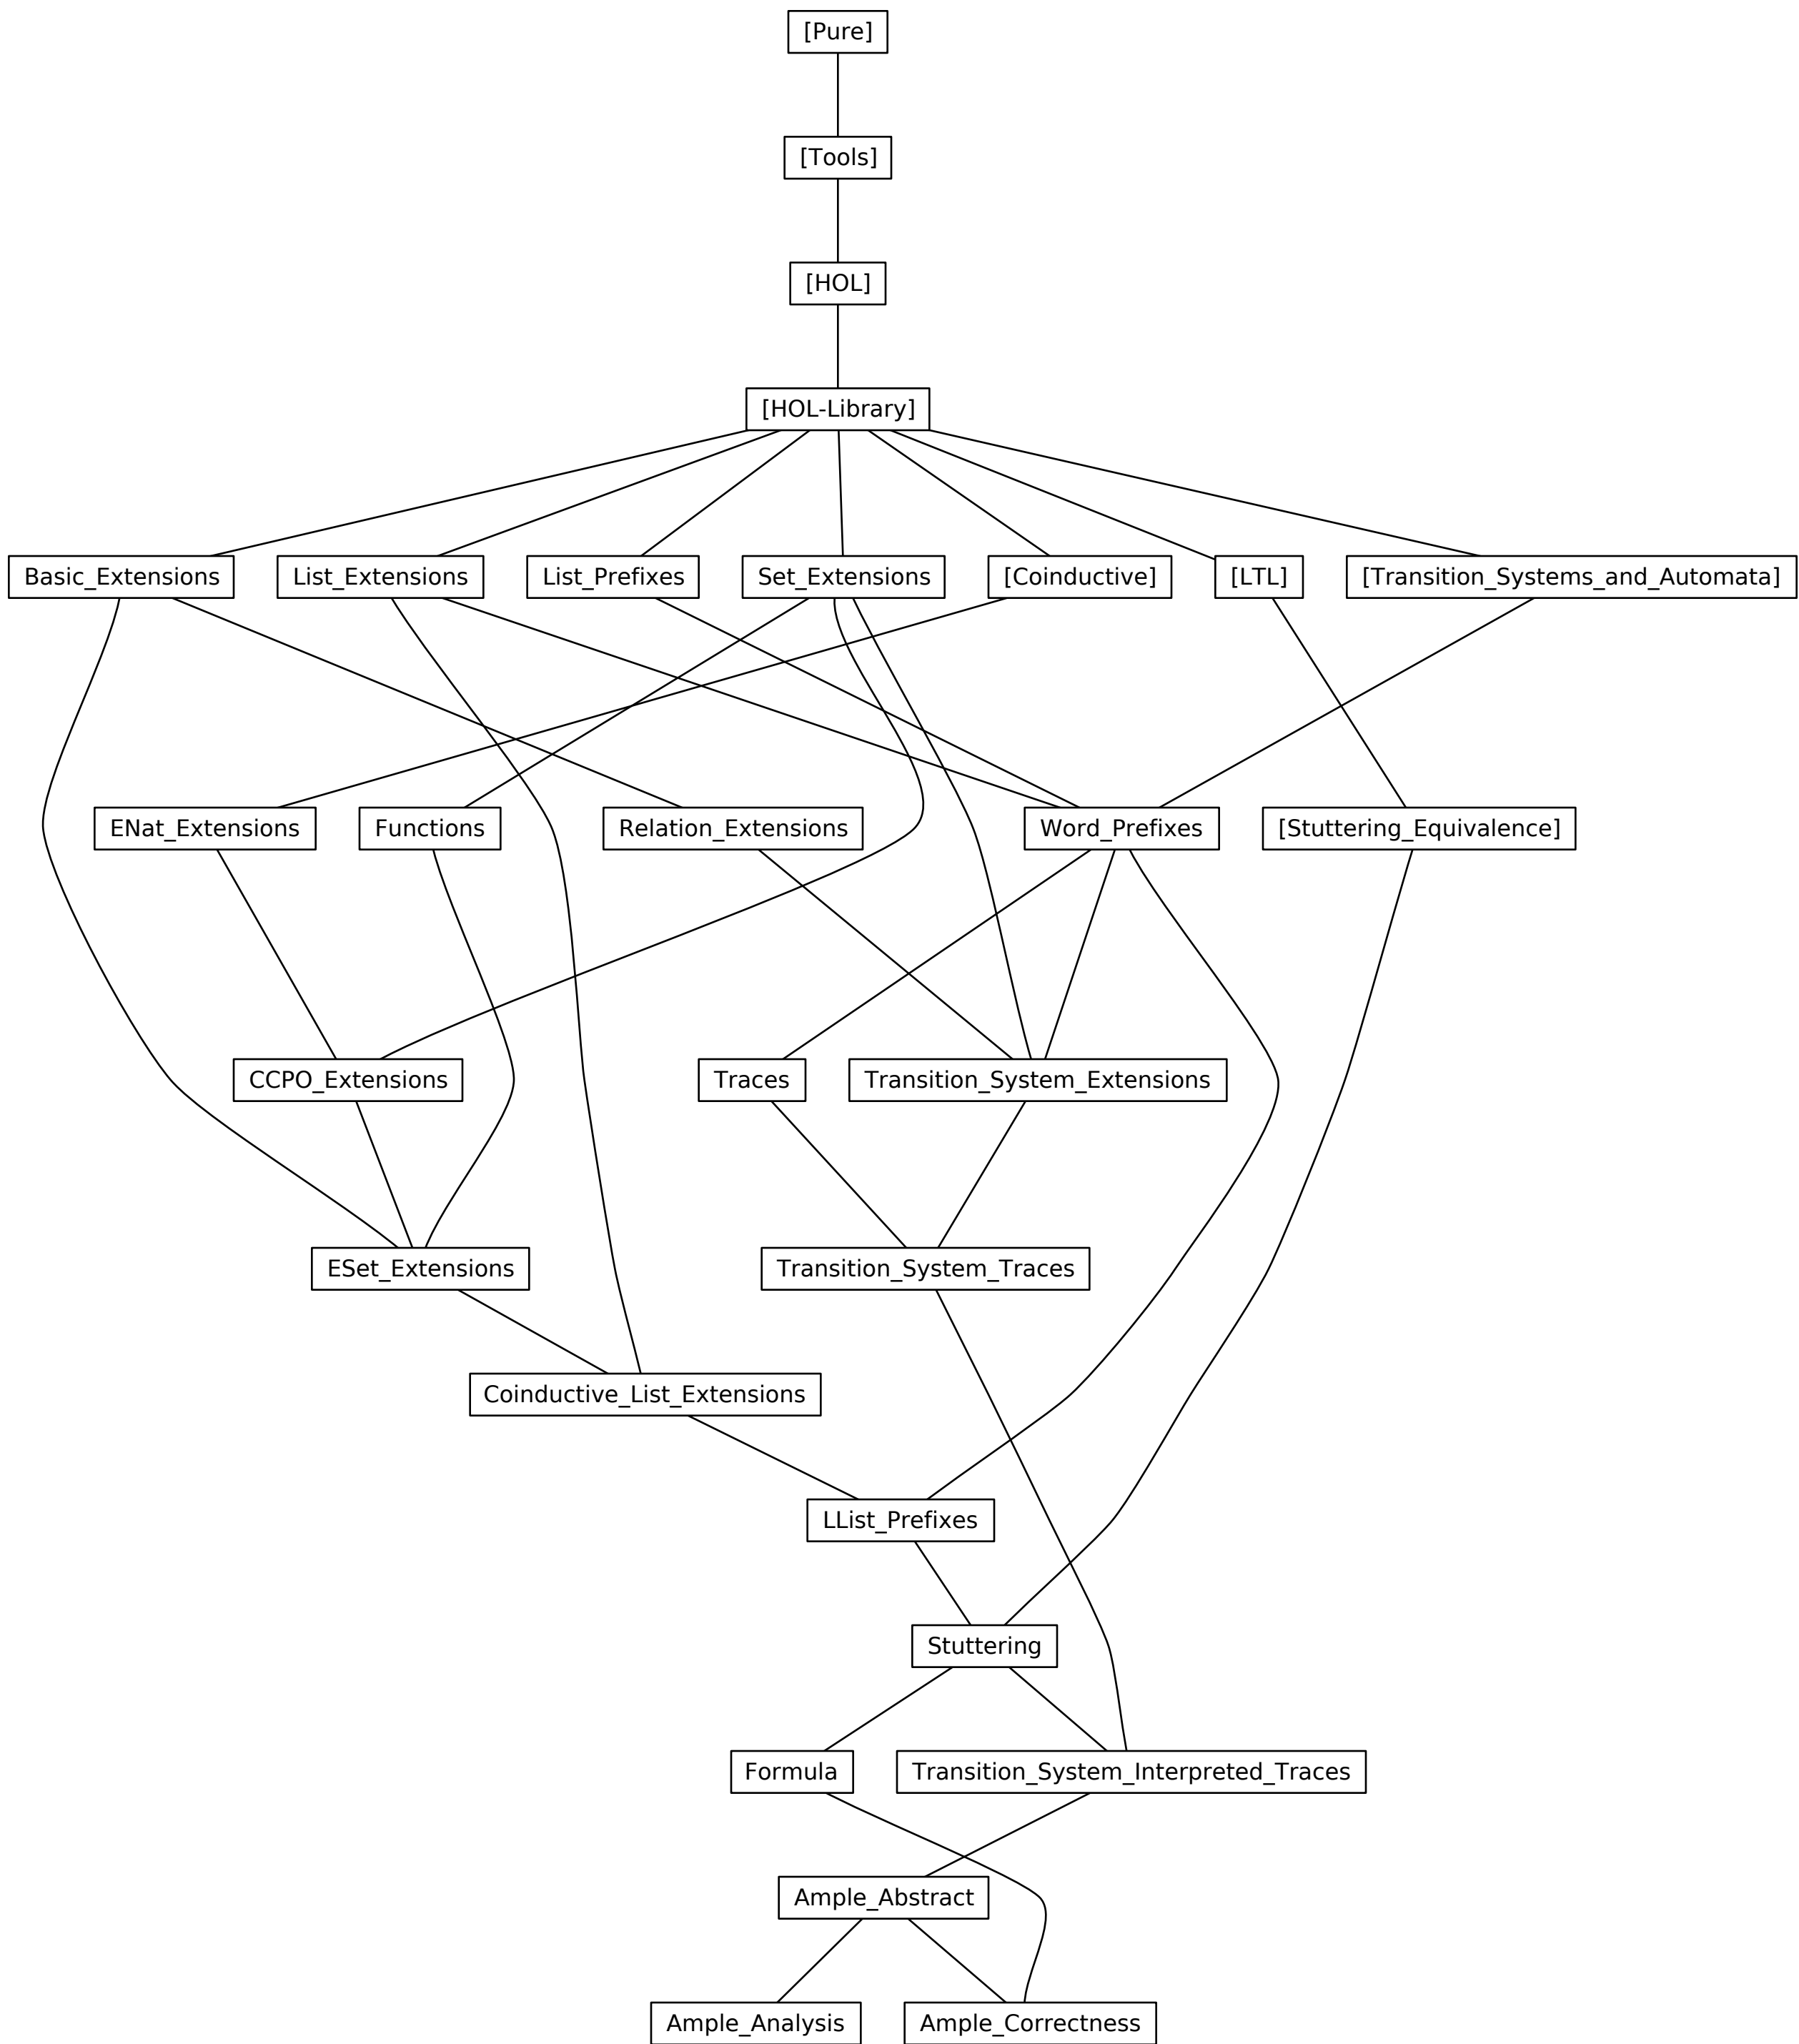 [Pure]
[Tools]
[HOL]
[HOL-Library]
Basic_Extensions
List_Extensions
List_Prefixes
Set_Extensions
[Coinductive]
[LTL]
[Transition_Systems_and_Automata]
ENat_Extensions
Functions
Relation_Extensions
Word_Prefixes
[Stuttering_Equivalence]
CCPO_Extensions
Traces
Transition_System_Extensions
ESet_Extensions
Transition_System_Traces
Coinductive_List_Extensions
LList_Prefixes
Stuttering
Formula
Transition_System_Interpreted_Traces
Ample_Abstract
Ample_Analysis
Ample_Correctness